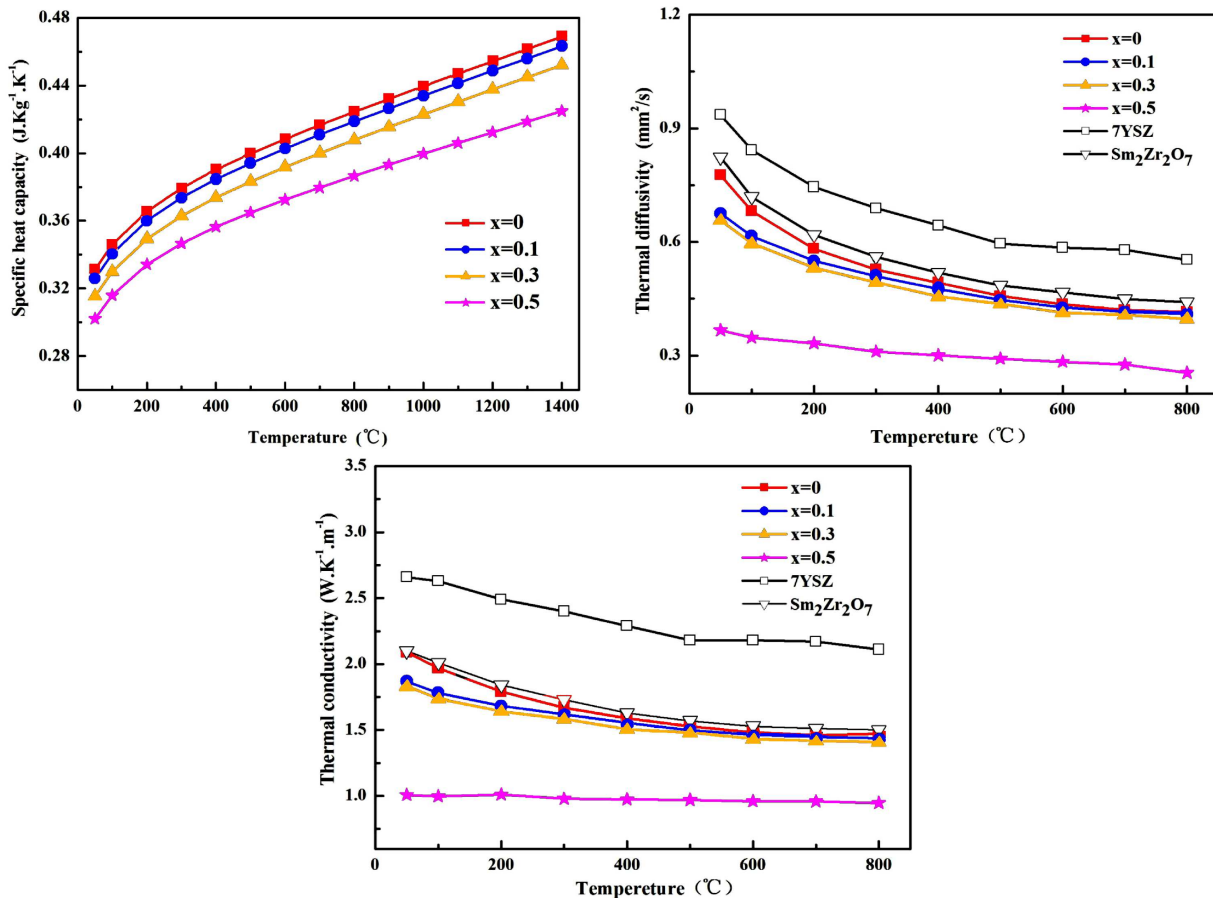 0.48
0.44
0.40
0.36
0.32
0.28
Specific heat capacity (J.Kg⁻¹.K⁻¹)
x=0
x=0.1
x=0.3
x=0.5
0 200 400 600 800 1000 1200 1400
Temperature (℃)
1.2
0.9
0.6
0.3
Thermal diffusivity (mm²/s)
x=0
x=0.1
x=0.3
x=0.5
7YSZ
Sm₂Zr₂O₇
0 200 400 600 800
Tempereture (℃)
3.5
3.0
2.5
2.0
1.5
1.0
Thermal conductivity (W.K⁻¹.m⁻¹)
x=0
x=0.1
x=0.3
x=0.5
7YSZ
Sm₂Zr₂O₇
0 200 400 600 800
Tempereture (℃)